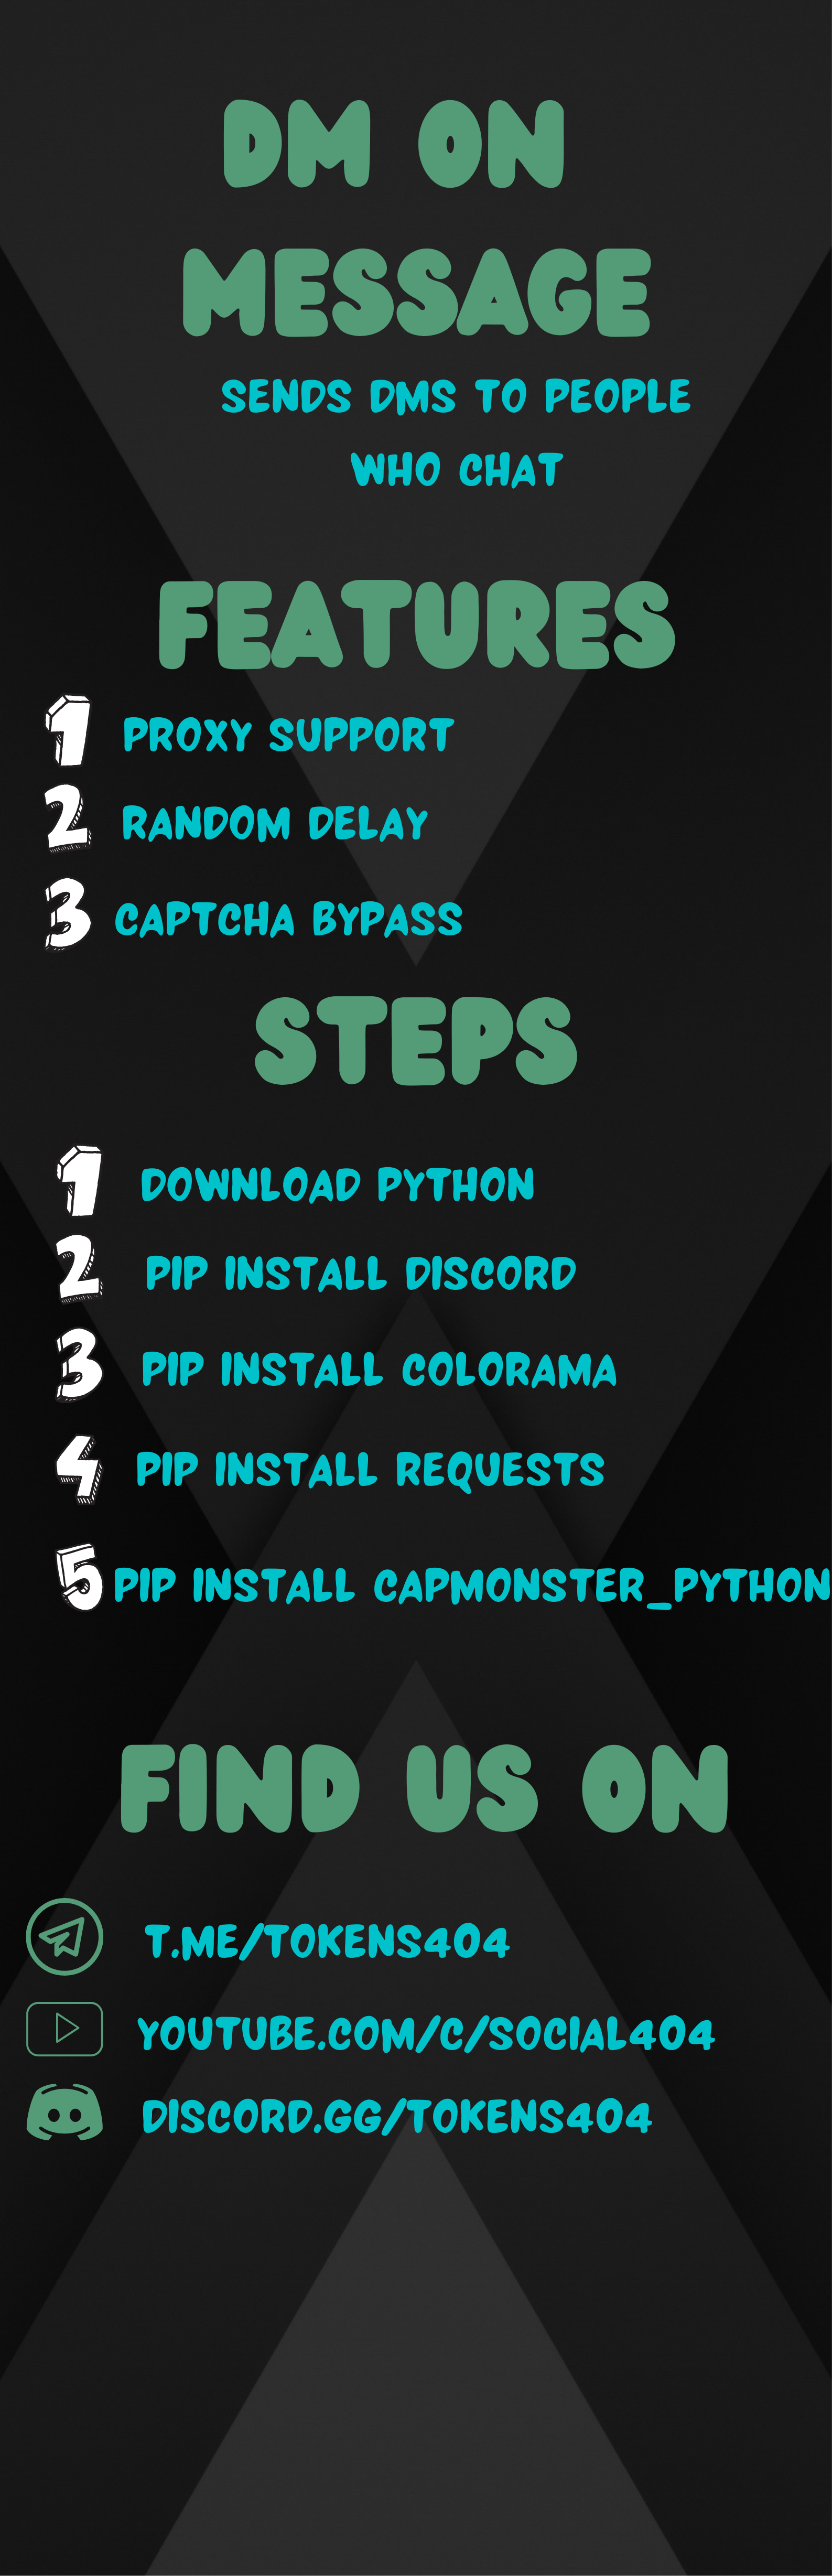 DM ON
MESSAGE
SENDS DMS TO PEOPLE
WHO CHAT
FEATURES
1 PROXY SUPPORT
2 RANDOM DELAY
3 CAPTCHA BYPASS
STEPS
1 DOWNLOAD PYTHON
2 PIP INSTALL DISCORD
3 PIP INSTALL COLORAMA
4 PIP INSTALL REQUESTS
5 PIP INSTALL CAPMONSTER_PYTHON
FIND US ON
T.ME/TOKENS404
YOUTUBE.COM/C/SOCIAL404
DISCORD.GG/TOKENS404